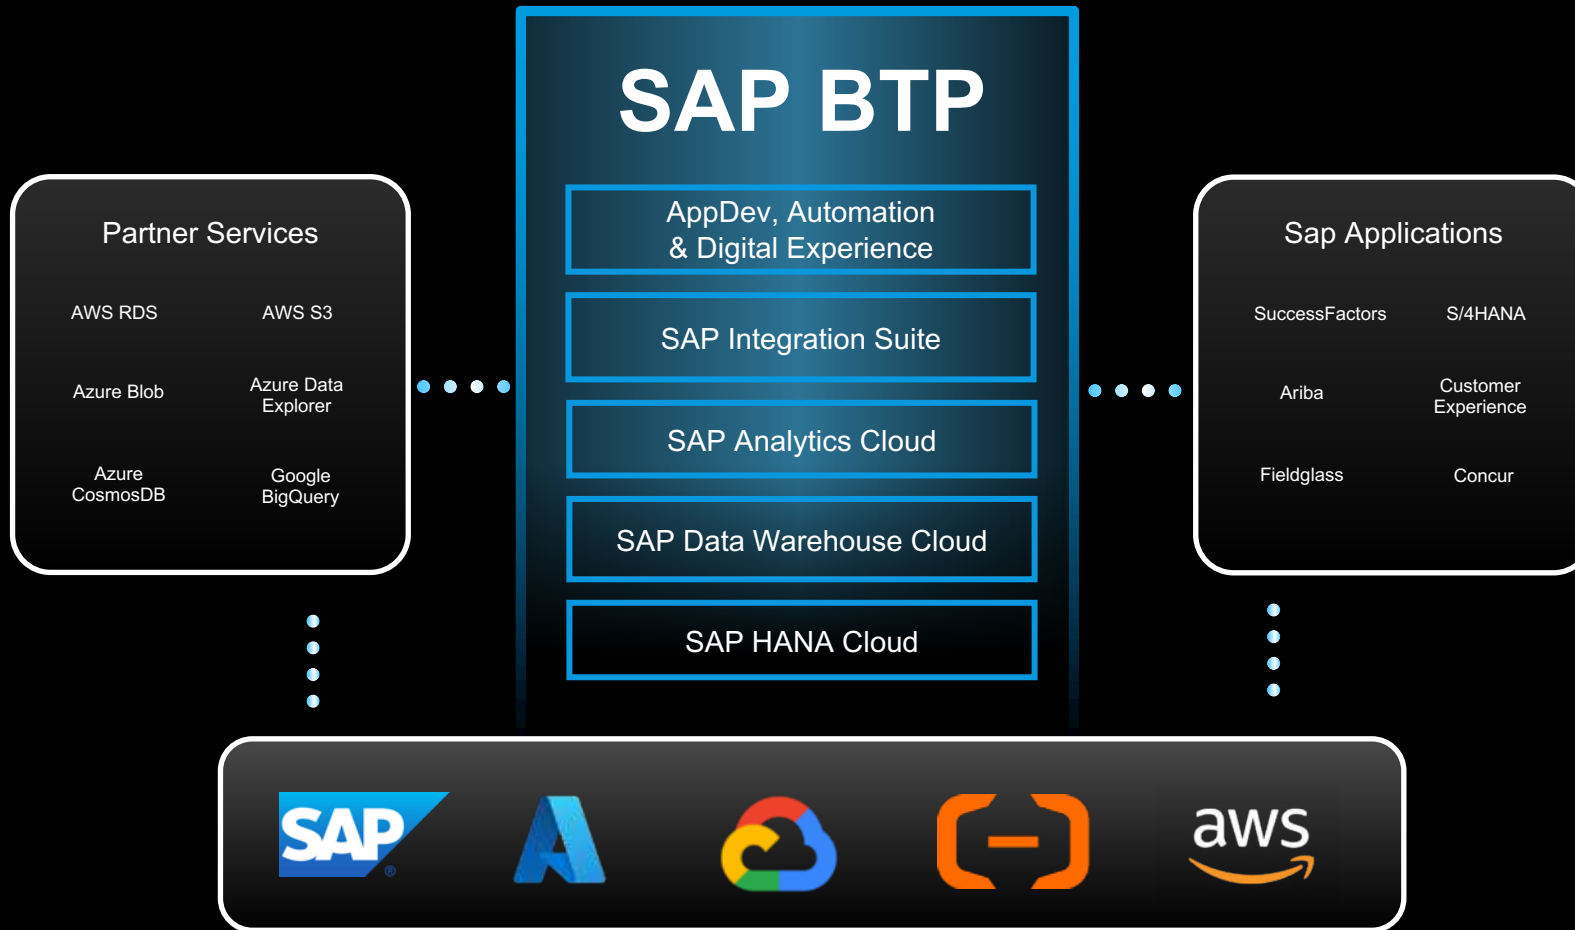 SAP BTP
AppDev, Automation
& Digital Experience
SAP Integration Suite
SAP Analytics Cloud
SAP Data Warehouse Cloud
SAP HANA Cloud
Partner Services
AWS RDS
AWS S3
Azure Blob
Azure Data
Explorer
Azure
CosmosDB
Google
BigQuery
Sap Applications
SuccessFactors
S/4HANA
Ariba
Customer
Experience
Fieldglass
Concur
SAP®
aws